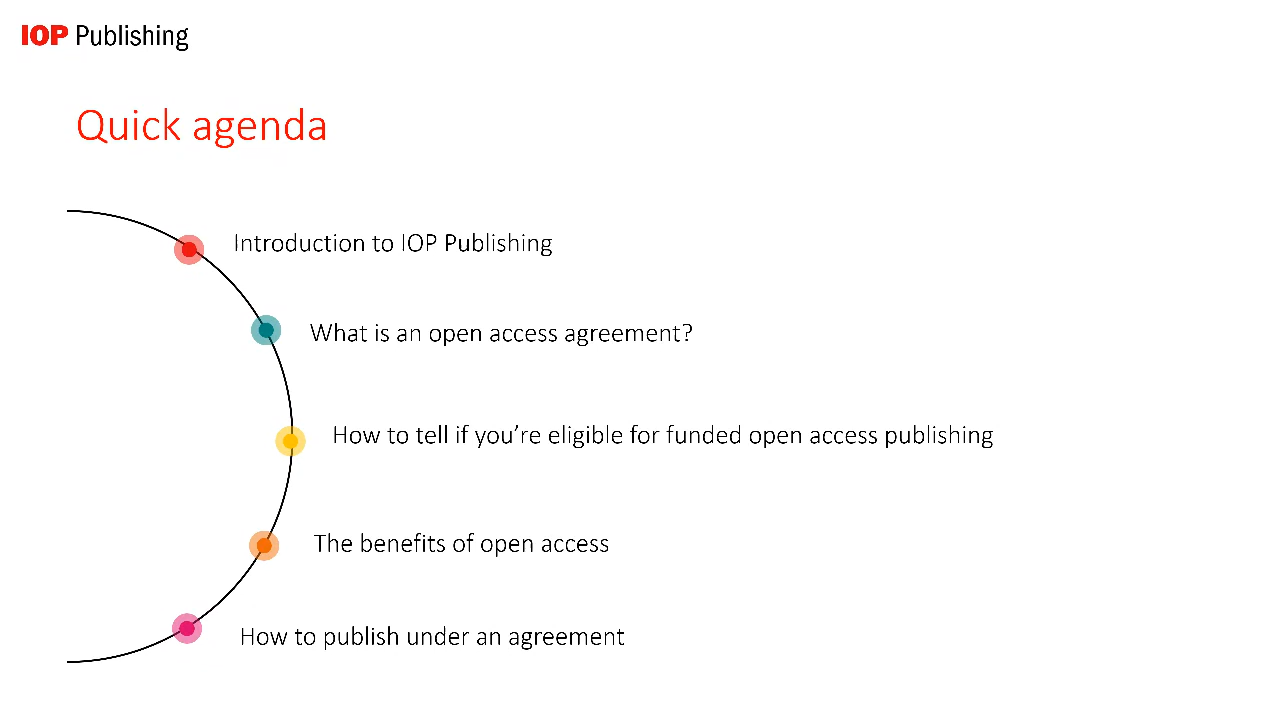 IOP Publishing
Quick agenda
Introduction to IOP Publishing
What is an open access agreement?
How to tell if you’re eligible for funded open access publishing
The benefits of open access
How to publish under an agreement